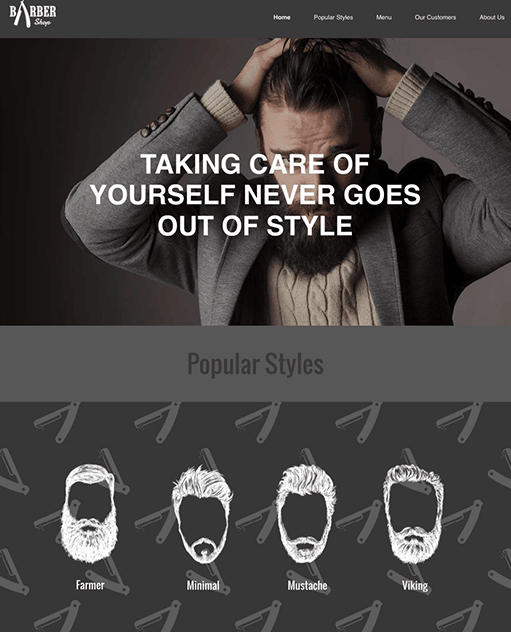 BARBER
Shop
Home Popular Styles Menu Our Customers About Us
TAKING CARE OF
YOURSELF NEVER GOES
OUT OF STYLE
Popular Styles
Farmer Minimal Mustache Viking